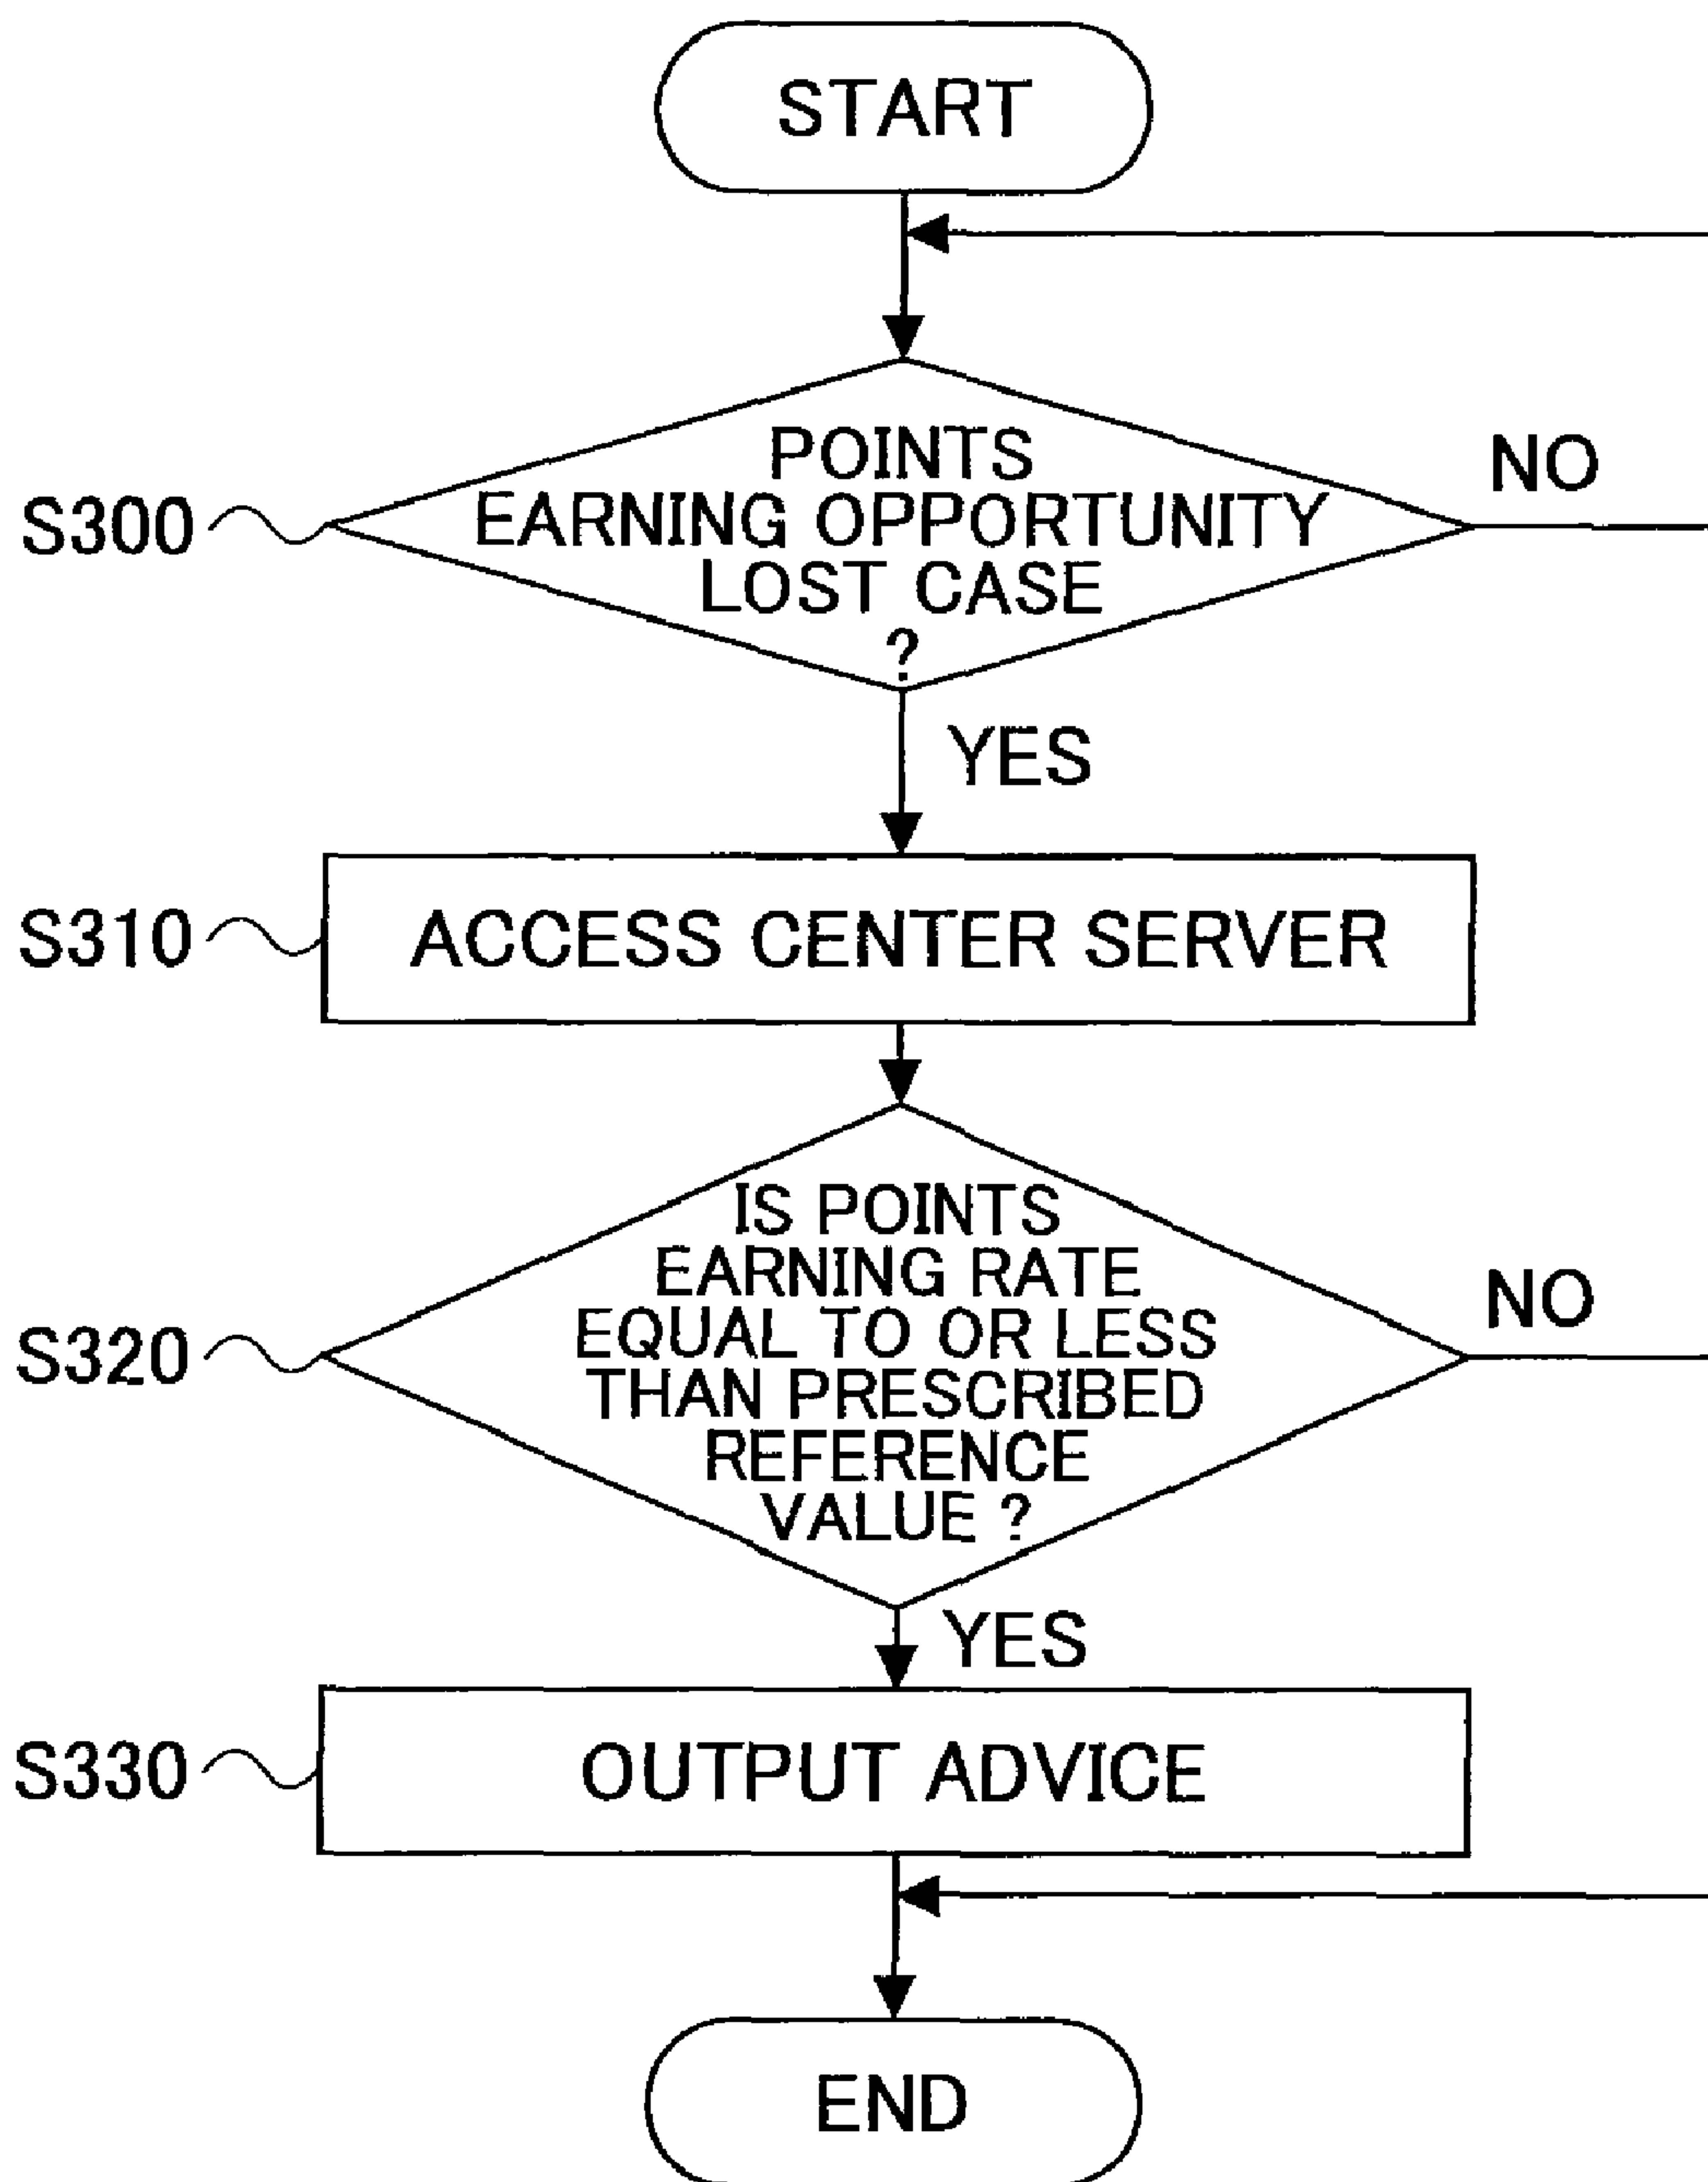 START
POINTS
EARNING OPPORTUNITY
LOST CASE
?
NO
S300
YES
S310
ACCESS CENTER SERVER
IS POINTS
EARNING RATE
EQUAL TO OR LESS
THAN PRESCRIBED
REFERENCE
VALUE ?
NO
S320
YES
S330
OUTPUT ADVICE
END